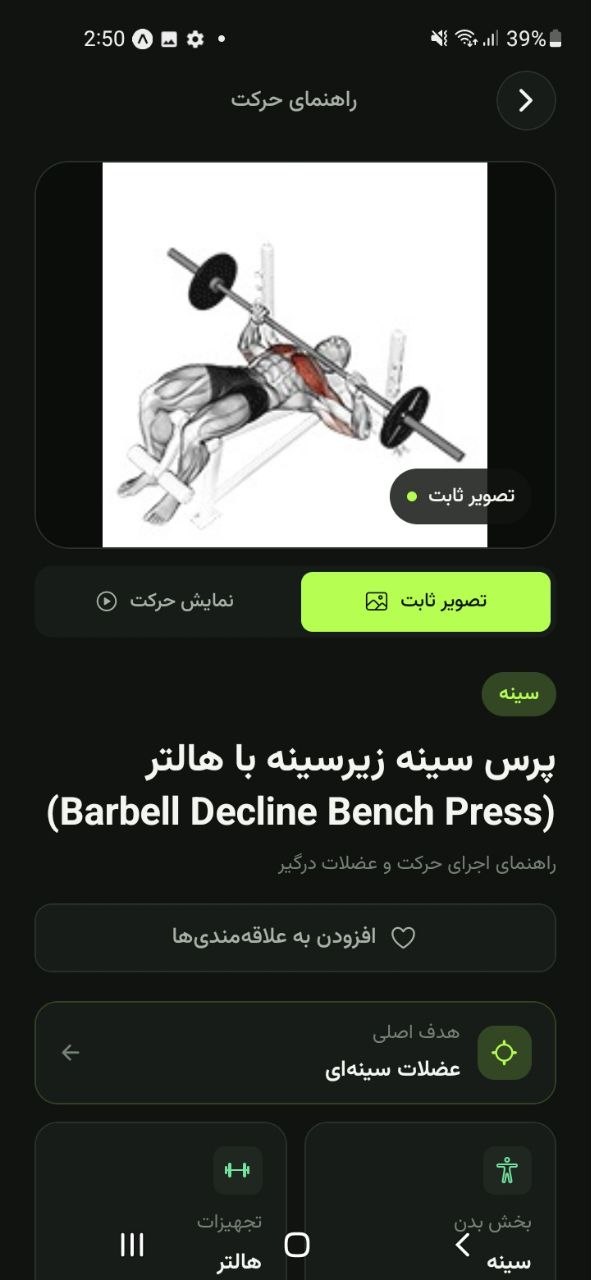 2:50
39%
راهنمای حرکت
تصویر ثابت
تصویر ثابت
نمایش حرکت
سینه
پرس سینه زیرسینه با هالتر
(Barbell Decline Bench Press)
راهنمای اجرای حرکت و عضلات درگیر
افزودن به علاقه‌مندی‌ها
هدف اصلی
عضلات سینه‌ای
بخش بدن
سینه
تجهیزات
هالتر